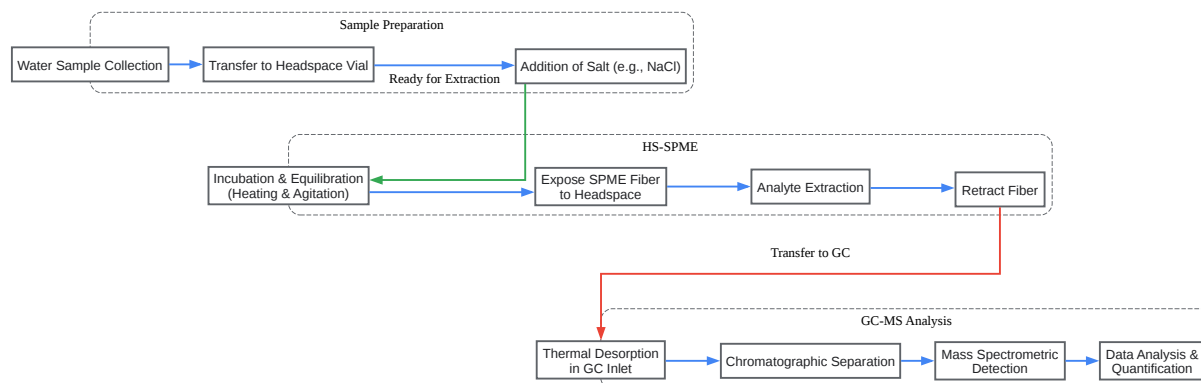 Sample Preparation
Water Sample Collection
Transfer to Headspace Vial
Addition of Salt (e.g., NaCl)
Ready for Extraction
HS-SPME
Incubation & Equilibration
(Heating & Agitation)
Expose SPME Fiber
to Headspace
Analyte Extraction
Retract Fiber
Transfer to GC
GC-MS Analysis
Thermal Desorption
in GC Inlet
Chromatographic Separation
Mass Spectrometric
Detection
Data Analysis &
Quantification